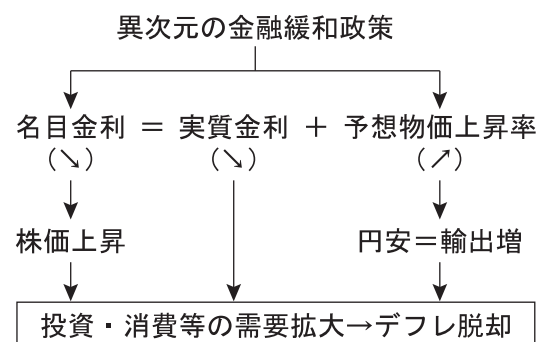 異次元の金融緩和政策
名目金利 = 実質金利 + 予想物価上昇率
(↘) (↘) (↗)
株価上昇 円安=輸出増
投資・消費等の需要拡大→デフレ脱却